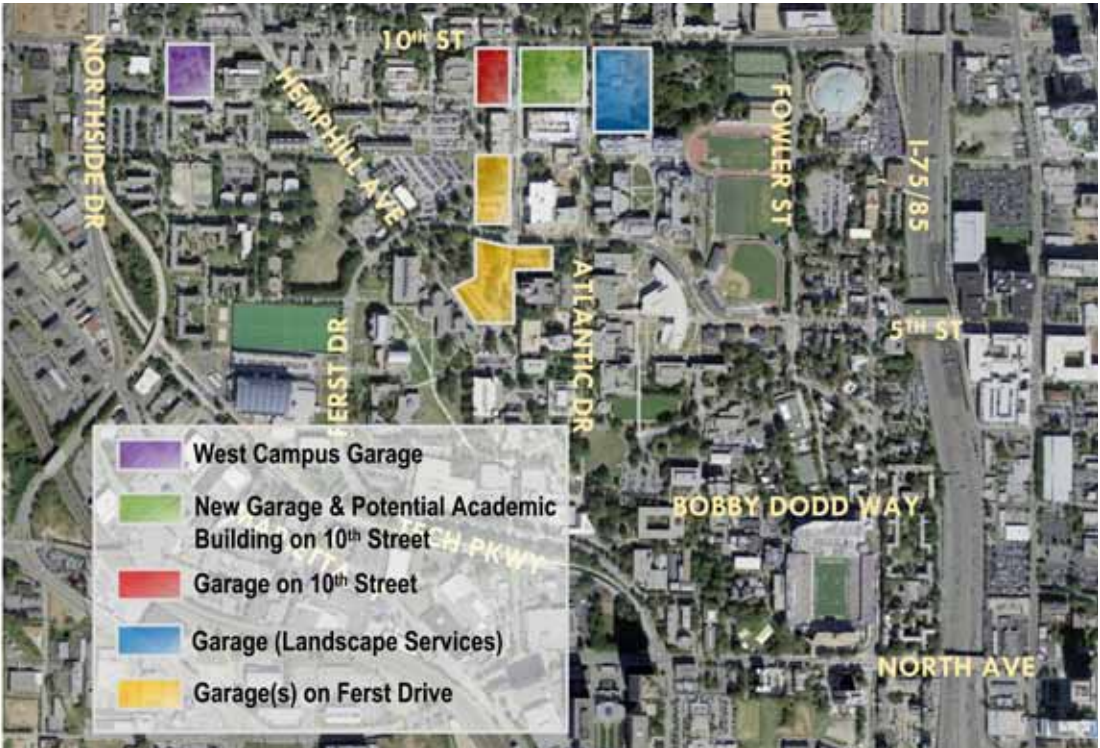 10th ST
NORTHSIDE DR
HEMPHILL AVE
FOWLER ST
I-75/85
ATLANTIC DR
5TH ST
FERST DR
West Campus Garage
New Garage & Potential Academic
Building on 10th Street
Garage on 10th Street
Garage (Landscape Services)
Garage(s) on Ferst Drive
TECH PKWY
BOBBY DODD WAY
NORTH AVE